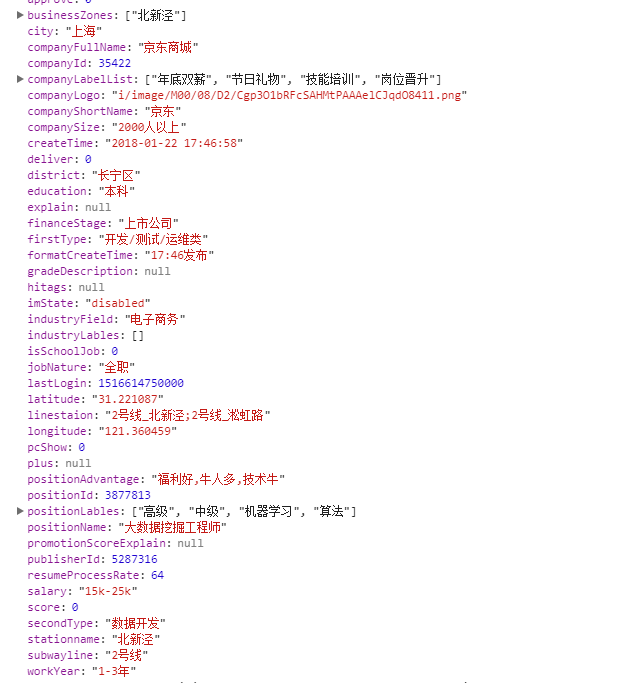 approve: 0
▶ businessZones: ["北新泾"]
city: "上海"
companyFullName: "京东商城"
companyId: 35422
▶ companyLabelList: ["年底双薪", "节日礼物", "技能培训", "岗位晋升"]
companyLogo: "i/image/M00/08/D2/Cgp3O1bRFcSAHMtPAAAelCJqdO8411.png"
companyShortName: "京东"
companySize: "2000人以上"
createTime: "2018-01-22 17:46:58"
deliver: 0
district: "长宁区"
education: "本科"
explain: null
financeStage: "上市公司"
firstType: "开发/测试/运维类"
formatCreateTime: "17:46发布"
gradeDescription: null
hitags: null
imState: "disabled"
industryField: "电子商务"
industryLables: []
isSchoolJob: 0
jobNature: "全职"
lastLogin: 1516614750000
latitude: "31.221087"
linestaion: "2号线_北新泾;2号线_淞虹路"
longitude: "121.360459"
pcShow: 0
plus: null
positionAdvantage: "福利好,牛人多,技术牛"
positionId: 3877813
▶ positionLables: ["高级", "中级", "机器学习", "算法"]
positionName: "大数据挖掘工程师"
promotionScoreExplain: null
publisherId: 5287316
resumeProcessRate: 64
salary: "15k-25k"
score: 0
secondType: "数据开发"
stationname: "北新泾"
subwayline: "2号线"
workYear: "1-3年"